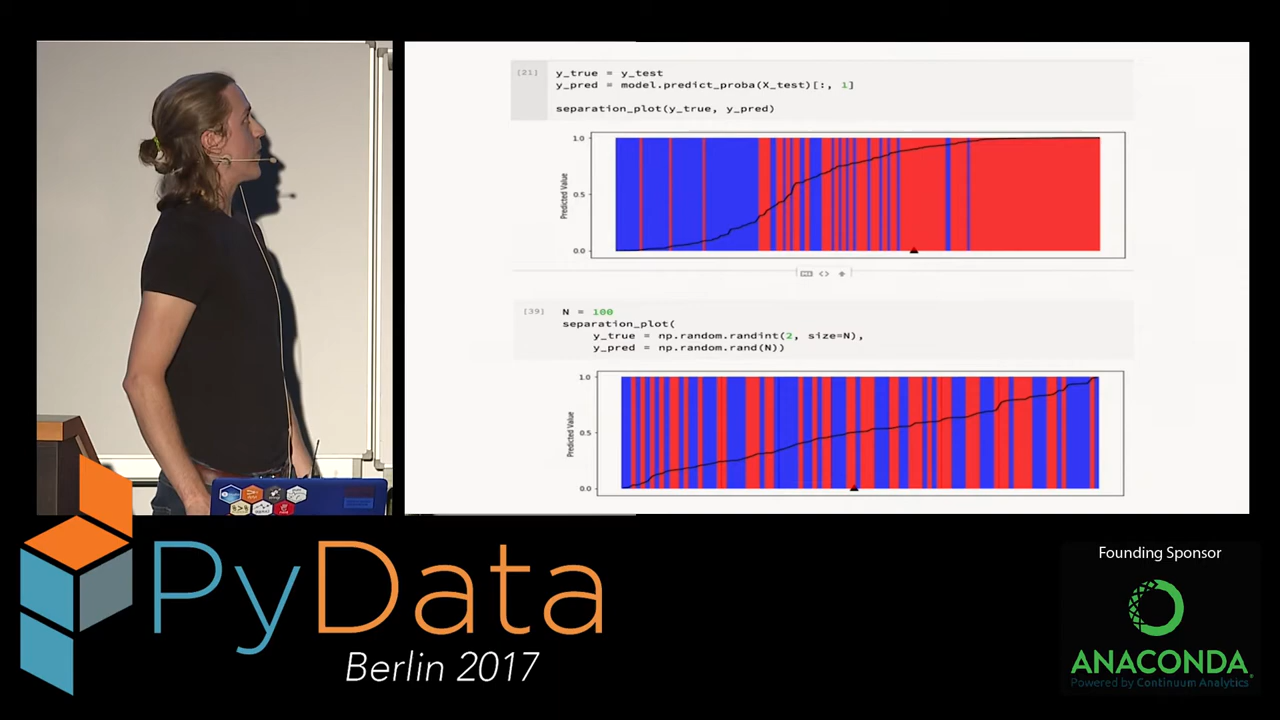 [21]
y_true = y_test
y_pred = model.predict_proba(X_test)[:, 1]
separation_plot(y_true, y_pred)
1.0
0.5
0.0
Predicted Value
[39]
N = 100
separation_plot(
y_true = np.random.randint(2, size=N),
y_pred = np.random.rand(N))
1.0
0.5
0.0
Predicted Value
PyData
Berlin 2017
Founding Sponsor
ANACONDA
Powered by Continuum Analytics